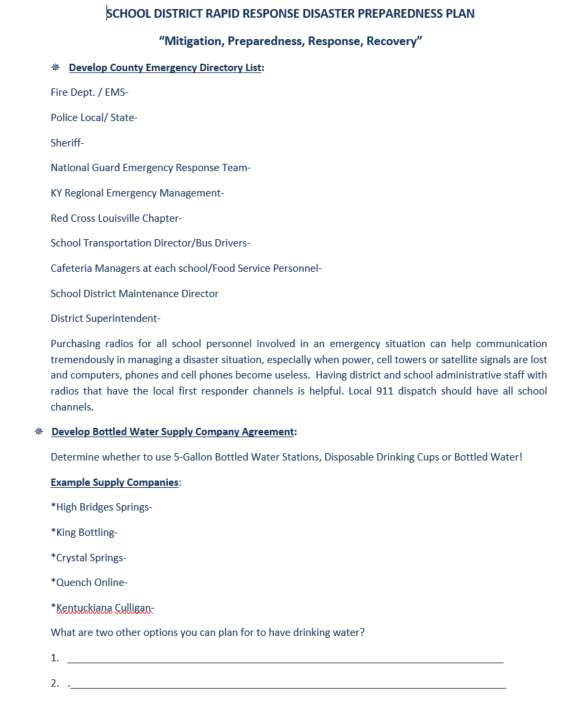 SCHOOL DISTRICT RAPID RESPONSE DISASTER PREPAREDNESS PLAN
“Mitigation, Preparedness, Response, Recovery”
Develop County Emergency Directory List:
Fire Dept. / EMS-
Police Local/ State-
Sheriff-
National Guard Emergency Response Team-
KY Regional Emergency Management-
Red Cross Louisville Chapter-
School Transportation Director/Bus Drivers-
Cafeteria Managers at each school/Food Service Personnel-
School District Maintenance Director
District Superintendent-
Purchasing radios for all school personnel involved in an emergency situation can help communication
tremendously in managing a disaster situation, especially when power, cell towers or satellite signals are lost
and computers, phones and cell phones become useless. Having district and school administrative staff with
radios that have the local first responder channels is helpful. Local 911 dispatch should have all school
channels.
Develop Bottled Water Supply Company Agreement:
Determine whether to use 5-Gallon Bottled Water Stations, Disposable Drinking Cups or Bottled Water!
Example Supply Companies:
*High Bridges Springs-
*King Bottling-
*Crystal Springs-
*Quench Online-
*Kentuckiana Culligan-
What are two other options you can plan for to have drinking water?
1. ______________________________
2. .______________________________